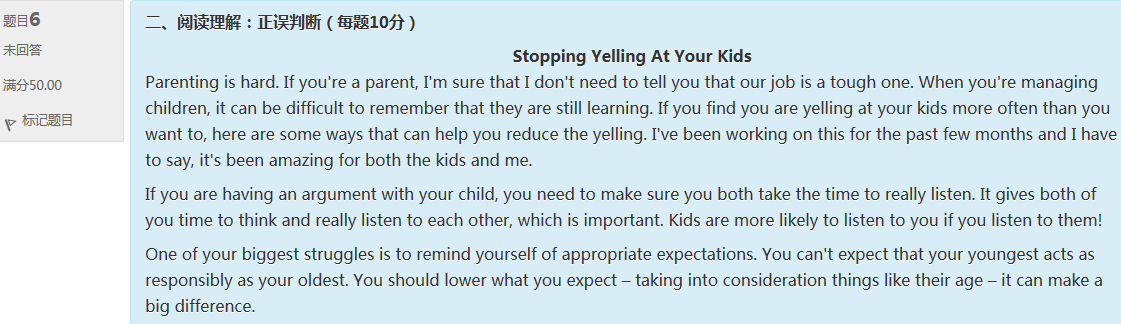 题目6
未回答
满分50.00
标记题目
二、阅读理解：正误判断（每题10分）
Stopping Yelling At Your Kids
Parenting is hard. If you're a parent, I'm sure that I don't need to tell you that our job is a tough one. When you're managing
children, it can be difficult to remember that they are still learning. If you find you are yelling at your kids more often than you
want to, here are some ways that can help you reduce the yelling. I've been working on this for the past few months and I have
to say, it's been amazing for both the kids and me.
If you are having an argument with your child, you need to make sure you both take the time to really listen. It gives both of
you time to think and really listen to each other, which is important. Kids are more likely to listen to you if you listen to them!
One of your biggest struggles is to remind yourself of appropriate expectations. You can't expect that your youngest acts as
responsibly as your oldest. You should lower what you expect – taking into consideration things like their age – it can make a
big difference.